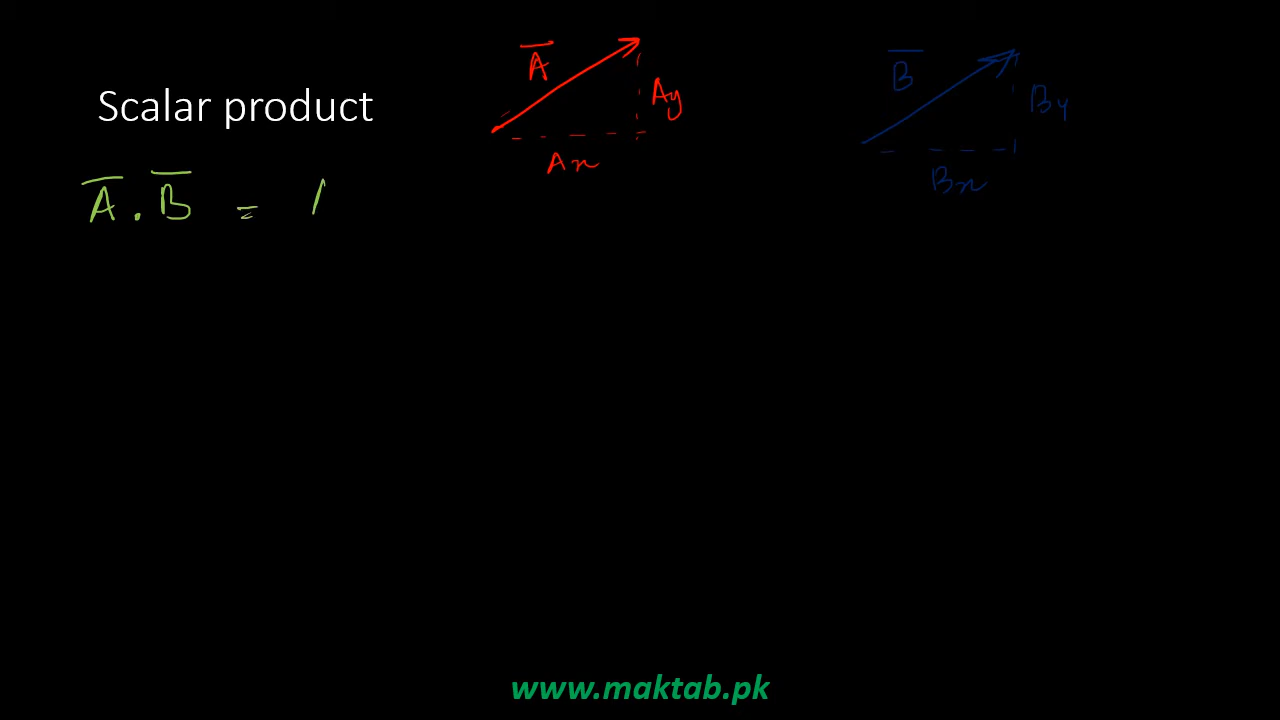 A̅
B̅
Ay
By
Scalar product
Ax
Bx
A̅ . B̅ =
www.maktab.pk